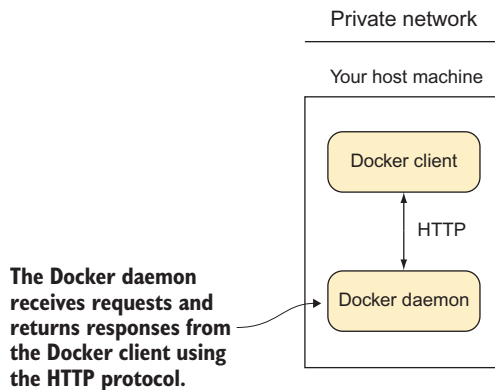 Private network
Your host machine
Docker client
HTTP
Docker daemon
The Docker daemon
receives requests and
returns responses from
the Docker client using
the HTTP protocol.